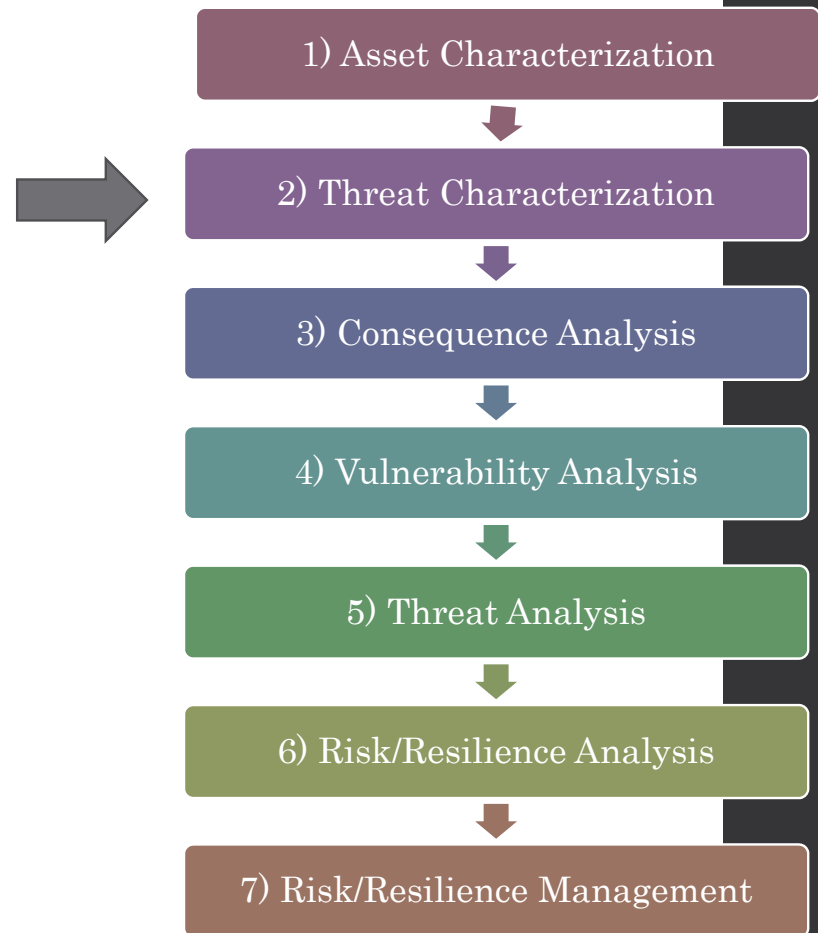 1) Asset Characterization
2) Threat Characterization
3) Consequence Analysis
4) Vulnerability Analysis
5) Threat Analysis
6) Risk/Resilience Analysis
7) Risk/Resilience Management